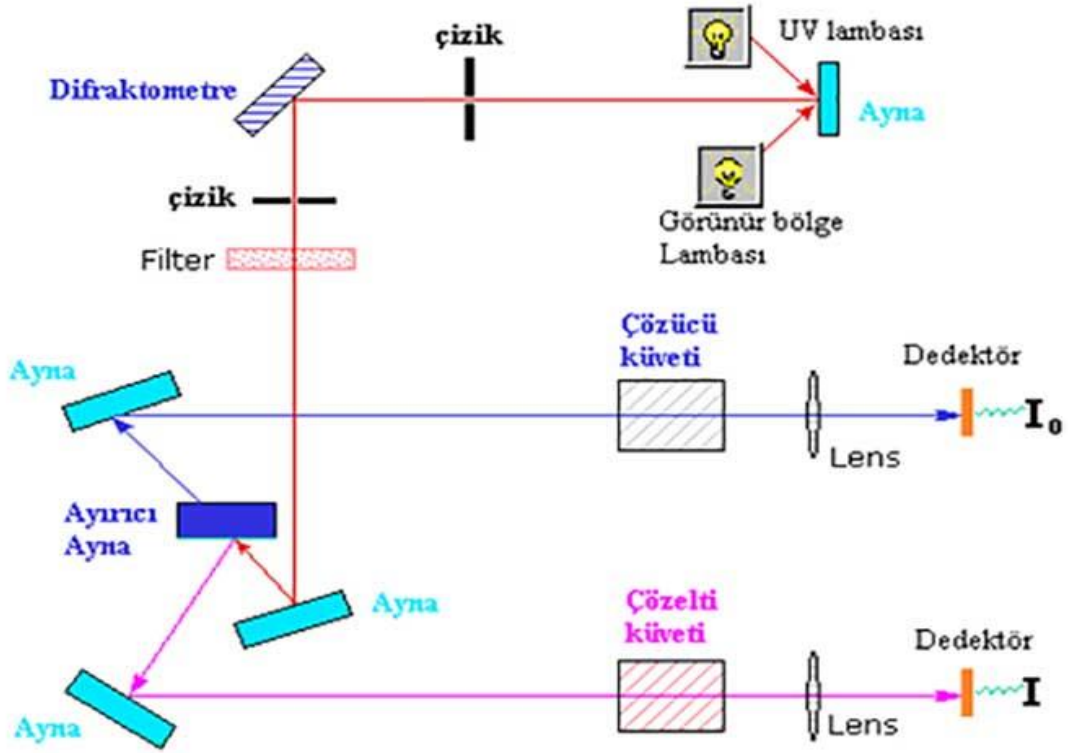 çizik
UV lambası
Difraktometre
Ayna
çizik
Görünür bölge
Lambası
Filter
Çözücü
küveti
Dedektör
Ayna
I₀
Lens
Ayırıcı
Ayna
Ayna
Çözelti
küveti
Dedektör
I
Ayna
Lens